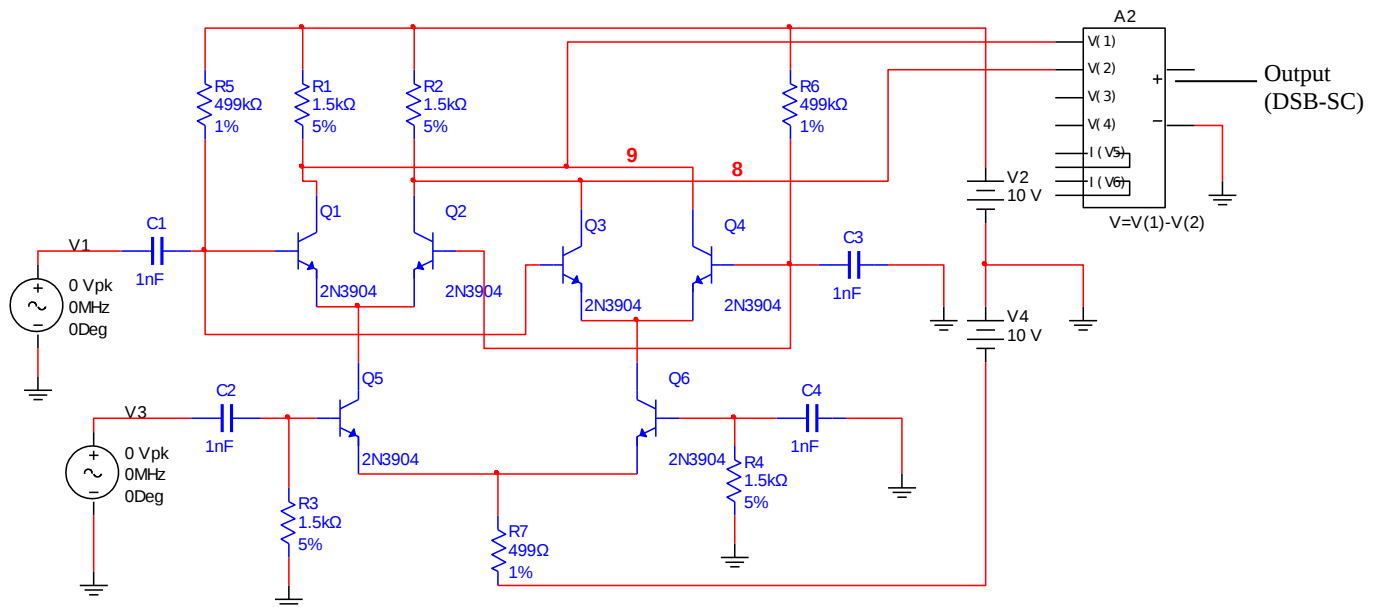 A2
V(1)
V(2)
V(3)
V(4)
I(V5)
I(V6)
+
−
V=V(1)-V(2)
Output
(DSB-SC)
R5
499kΩ
1%
R1
1.5kΩ
5%
R2
1.5kΩ
5%
R6
499kΩ
1%
9
8
V2
10 V
Q1
Q2
Q3
Q4
C1
1nF
C3
1nF
V1
0 Vpk
0MHz
0Deg
2N3904
2N3904
2N3904
2N3904
V4
10 V
Q5
Q6
C2
1nF
C4
1nF
V3
0 Vpk
0MHz
0Deg
2N3904
2N3904
R4
1.5kΩ
5%
R3
1.5kΩ
5%
R7
499Ω
1%